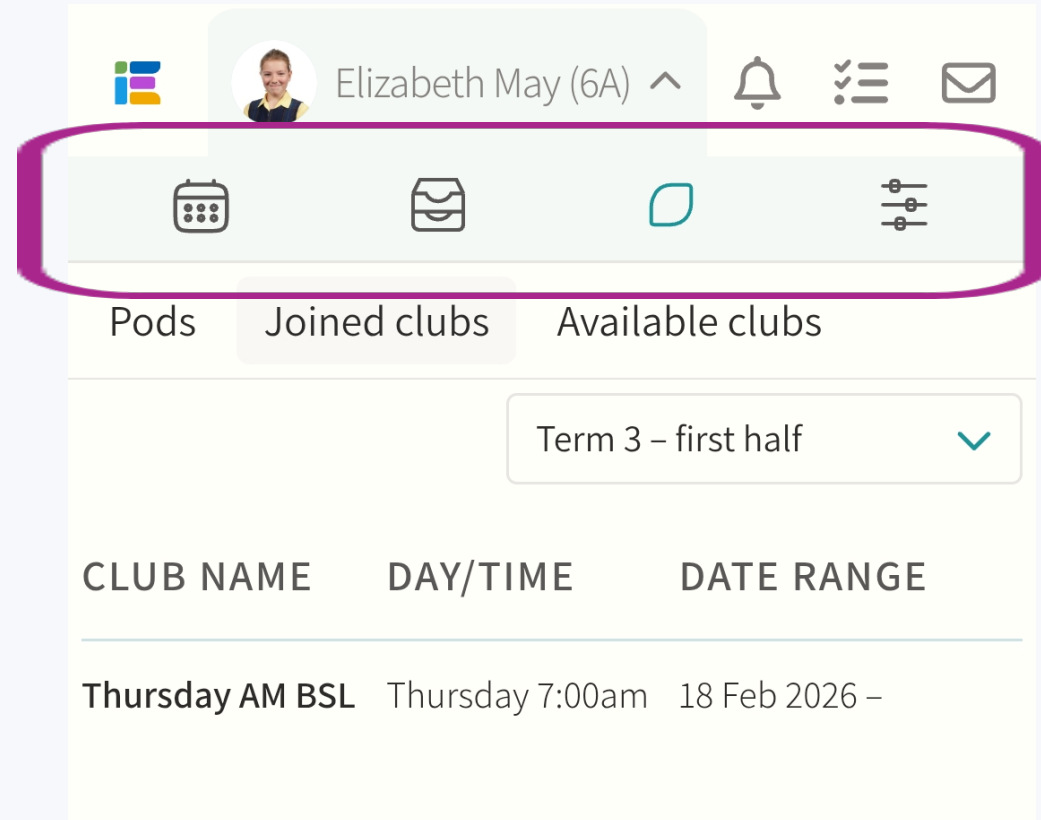 Elizabeth May (6A)
Pods Joined clubs Available clubs
Term 3 – first half
CLUB NAME DAY/TIME DATE RANGE
Thursday AM BSL Thursday 7:00am 18 Feb 2026 –